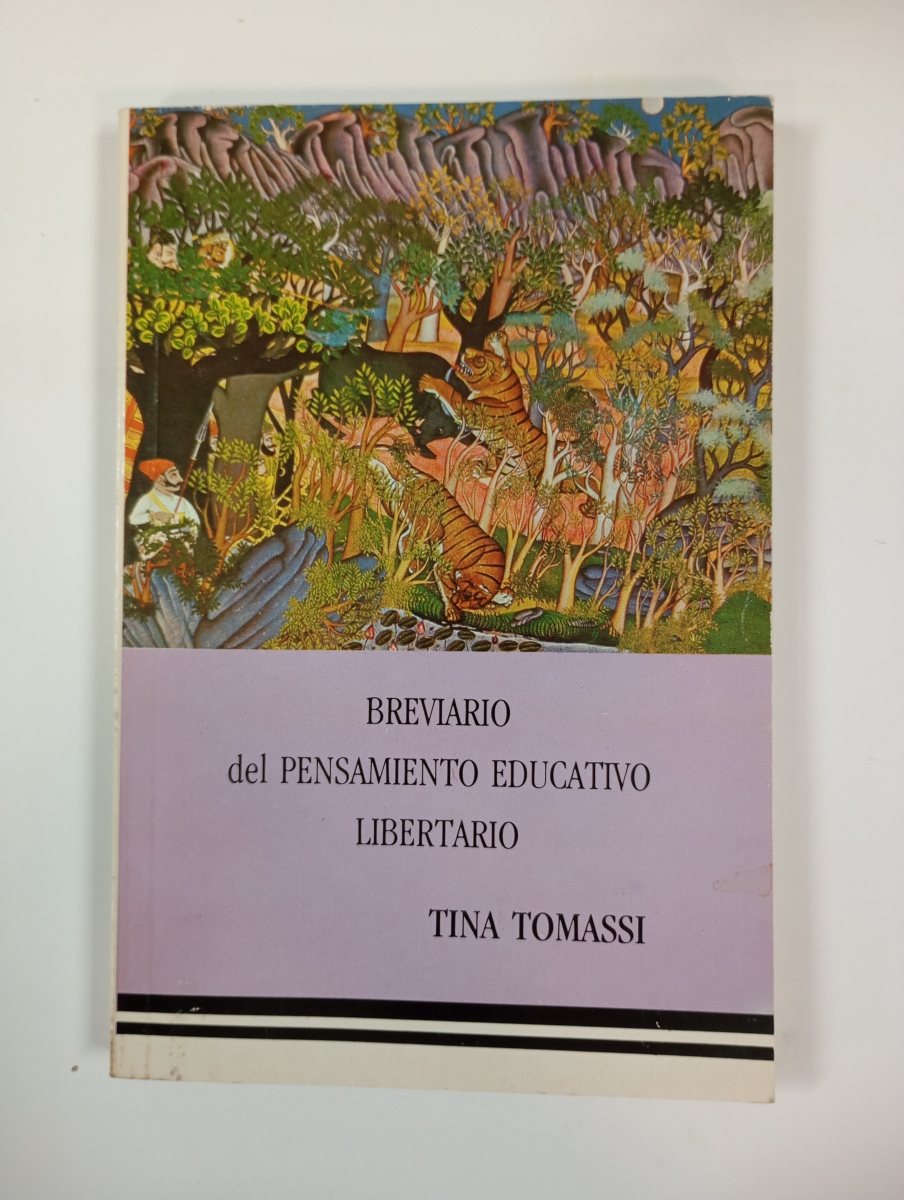 BREVIARIO
del PENSAMIENTO EDUCATIVO
LIBERTARIO
TINA TOMASSI